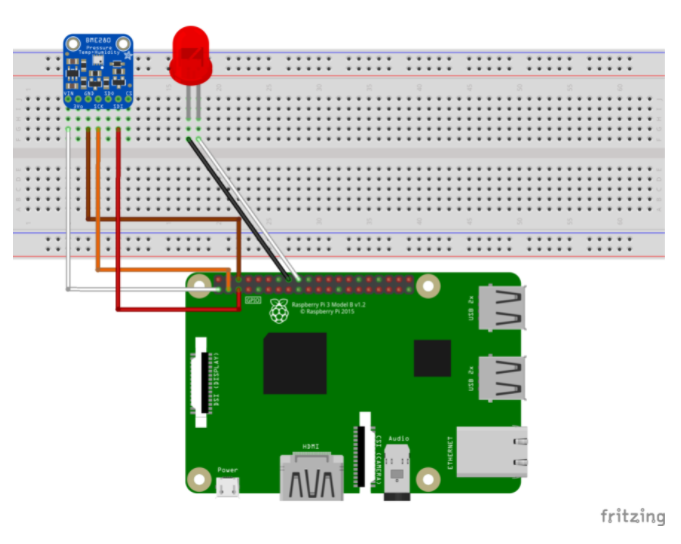 BME280
Pressure
Temp+Humidity
VIN GND SDO CS
3Vo SCK SDI
GPIO
Raspberry Pi 3 Model B v1.2
© Raspberry Pi 2015
USB 2x
USB 2x
DSI (DISPLAY)
HDMI
CSI (CAMERA)
Audio
ETHERNET
Power
fritzing